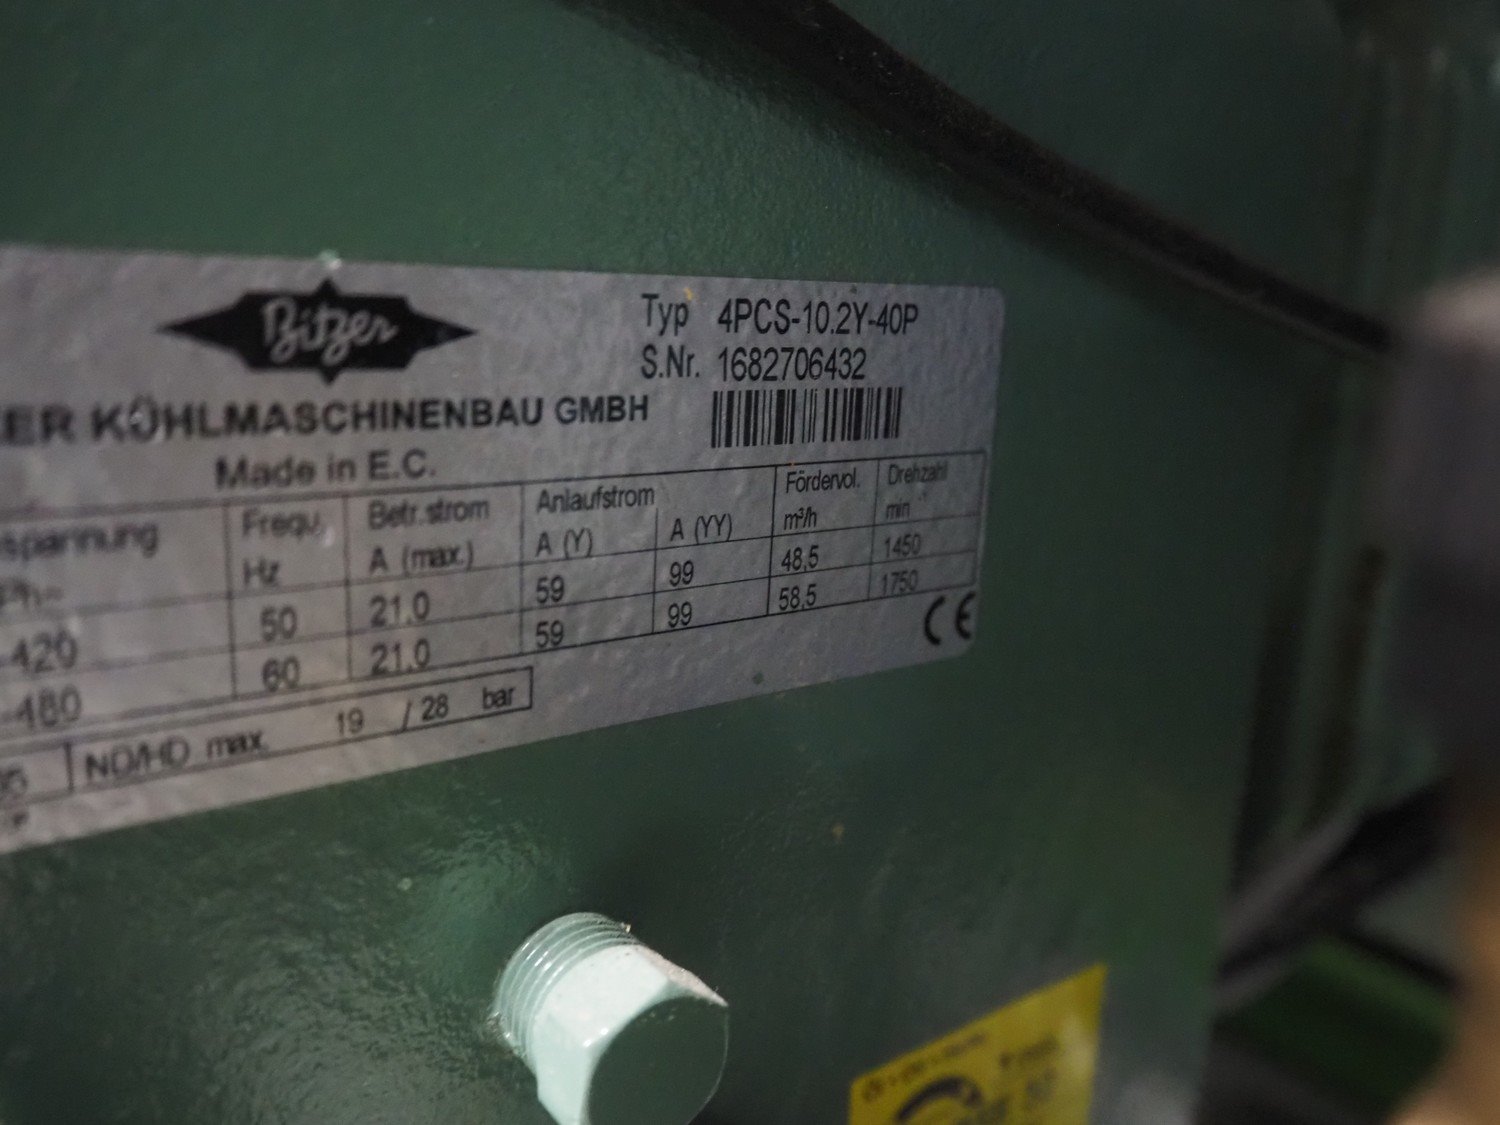 Bitzer
Typ 4PCS-10.2Y-40P
S.Nr. 1682706432
ER KÜHLMASCHINENBAU GMBH
Made in E.C.
spannung Frequ. Betr.strom Anlaufstrom Fördervol. Drehzahl
Ph~ Hz A (max.) A (Y) A (YY) m³/h min
-420 50 21.0 59 99 48,5 1450
-480 60 21.0 59 99 58,5 1750
CE
ND/HD max. 19 / 28 bar